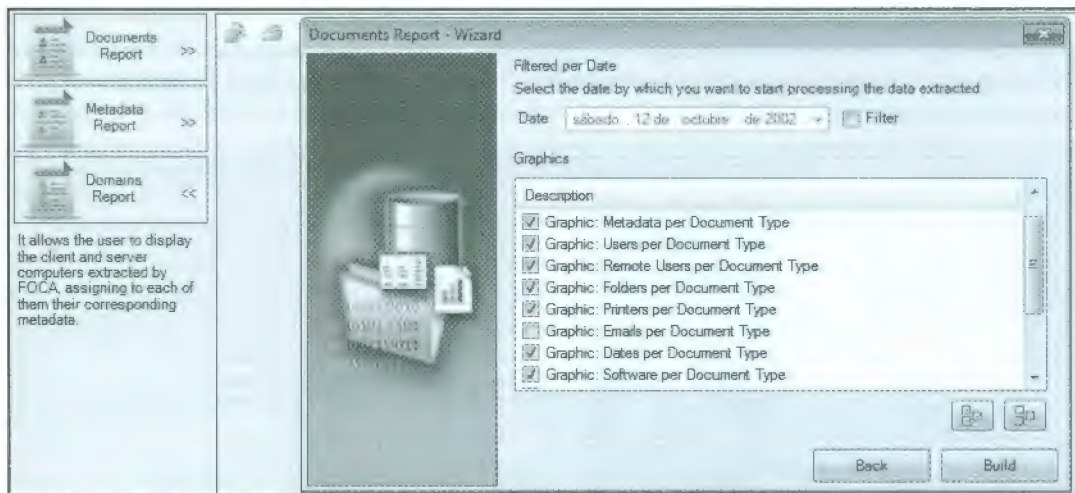 Documents
Report >>
Metadata
Report >>
Domains
Report <<
It allows the user to display
the client and server
computers extracted by
FOCA, assigning to each of
them their corresponding
metadata.
Documents Report - Wizard
Filtered per Date
Select the date by which you want to start processing the data extracted
Date sábado , 12 de octubre de 2002 Filter
Graphics
Description
Graphic: Metadata per Document Type
Graphic: Users per Document Type
Graphic: Remote Users per Document Type
Graphic: Folders per Document Type
Graphic: Printers per Document Type
Graphic: Emails per Document Type
Graphic: Dates per Document Type
Graphic: Software per Document Type
Back Build